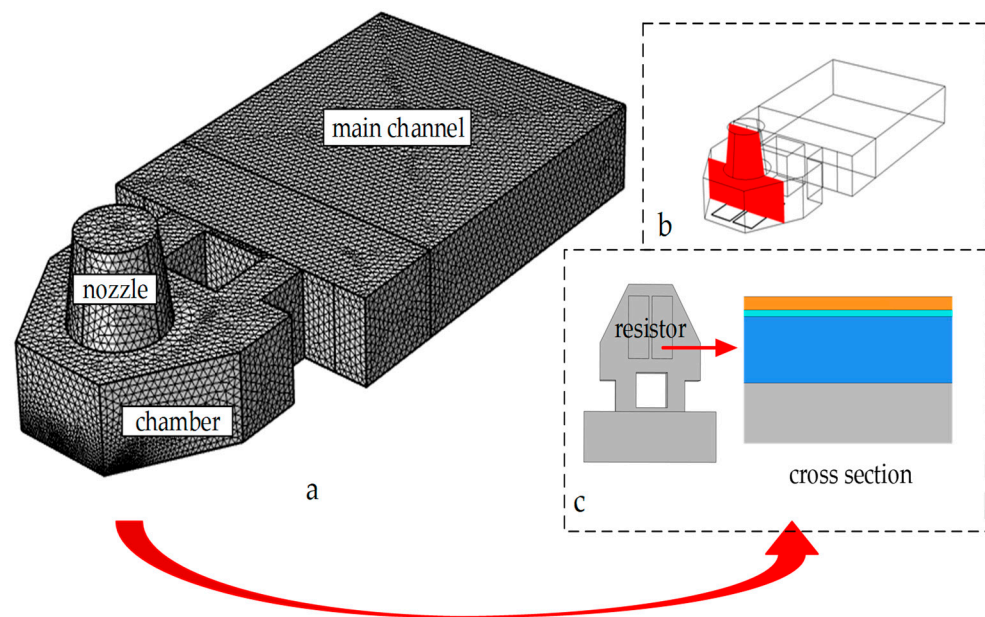 main channel
nozzle
chamber
a
b
resistor
cross section
c